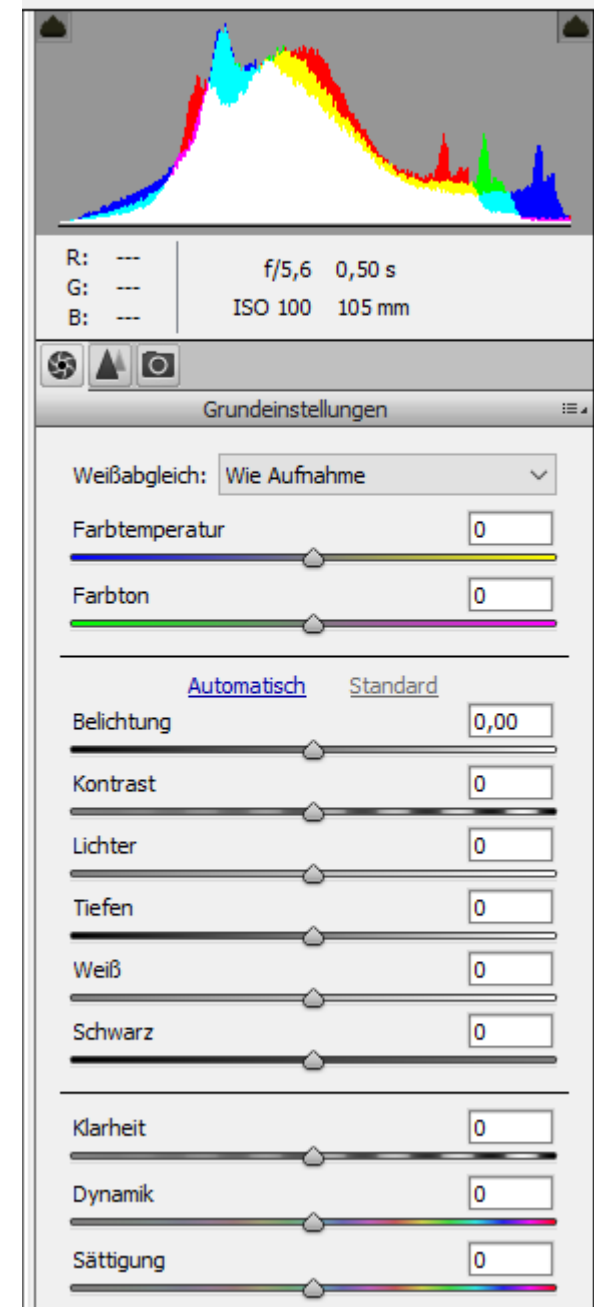 R: ---
G: ---
B: ---
f/5,6 0,50 s
ISO 100 105 mm
Grundeinstellungen
Weißabgleich: Wie Aufnahme
Farbtemperatur 0
Farbton 0
Automatisch Standard
Belichtung 0,00
Kontrast 0
Lichter 0
Tiefen 0
Weiß 0
Schwarz 0
Klarheit 0
Dynamik 0
Sättigung 0